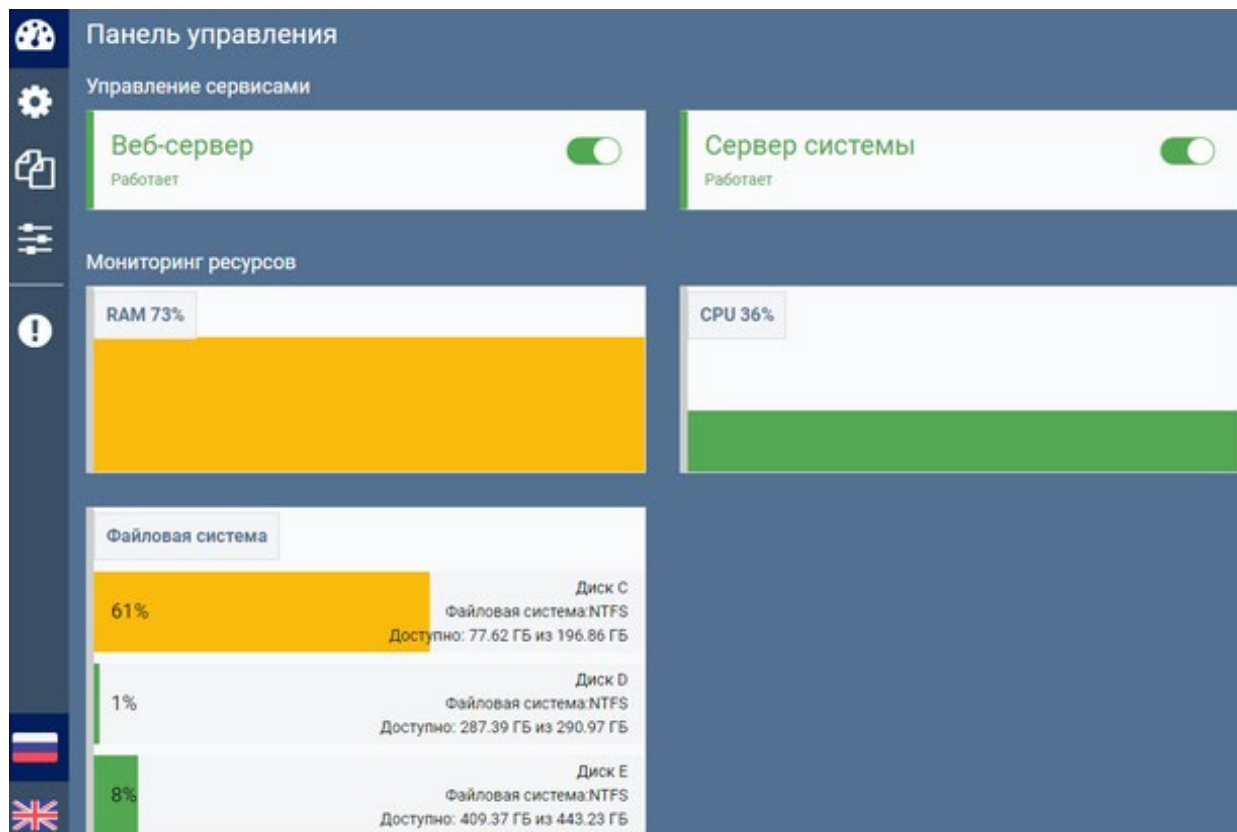 Панель управления
Управление сервисами
Веб-сервер
Работает
Сервер системы
Работает
Мониторинг ресурсов
RAM 73%
CPU 36%
Файловая система
61%
Диск C
Файловая система:NTFS
Доступно: 77.62 ГБ из 196.86 ГБ
1%
Диск D
Файловая система:NTFS
Доступно: 287.39 ГБ из 290.97 ГБ
8%
Диск E
Файловая система:NTFS
Доступно: 409.37 ГБ из 443.23 ГБ